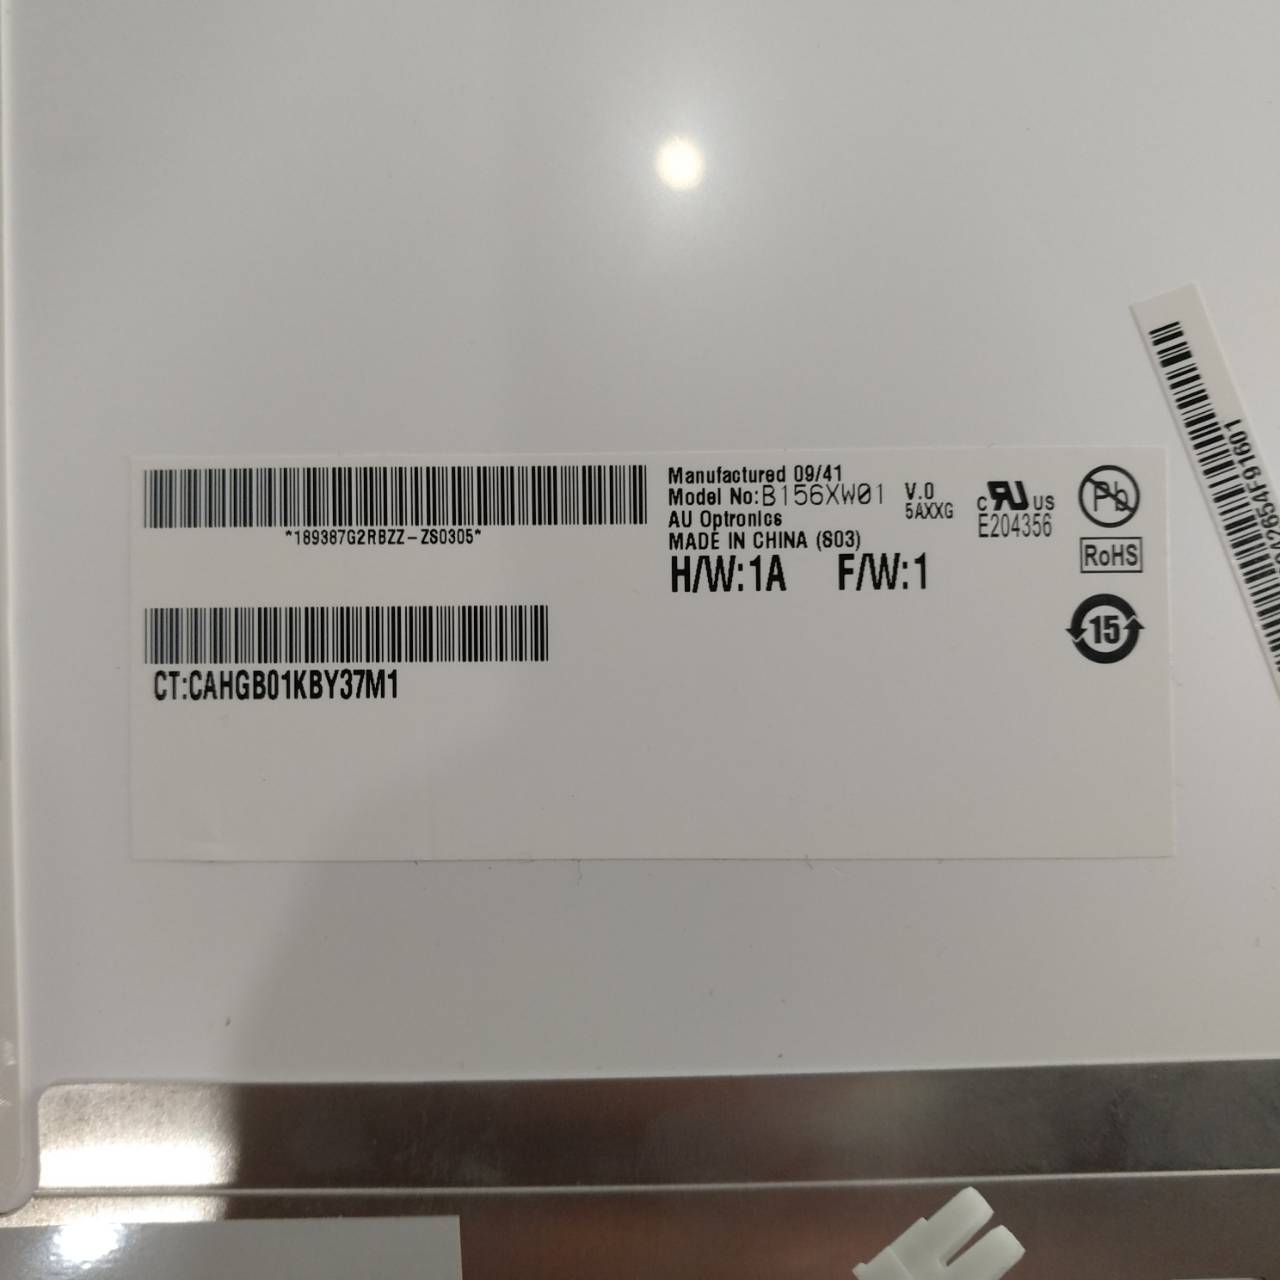 *189387G2RBZZ-ZS0305*
CT:CAHGB01KBY37M1
Manufactured 09/41
Model No:B156XW01 V.0
5AXXG
AU Optronics
MADE IN CHINA (S03)
H/W:1A F/W:1
c RU US
E204356
Pb
RoHS
15